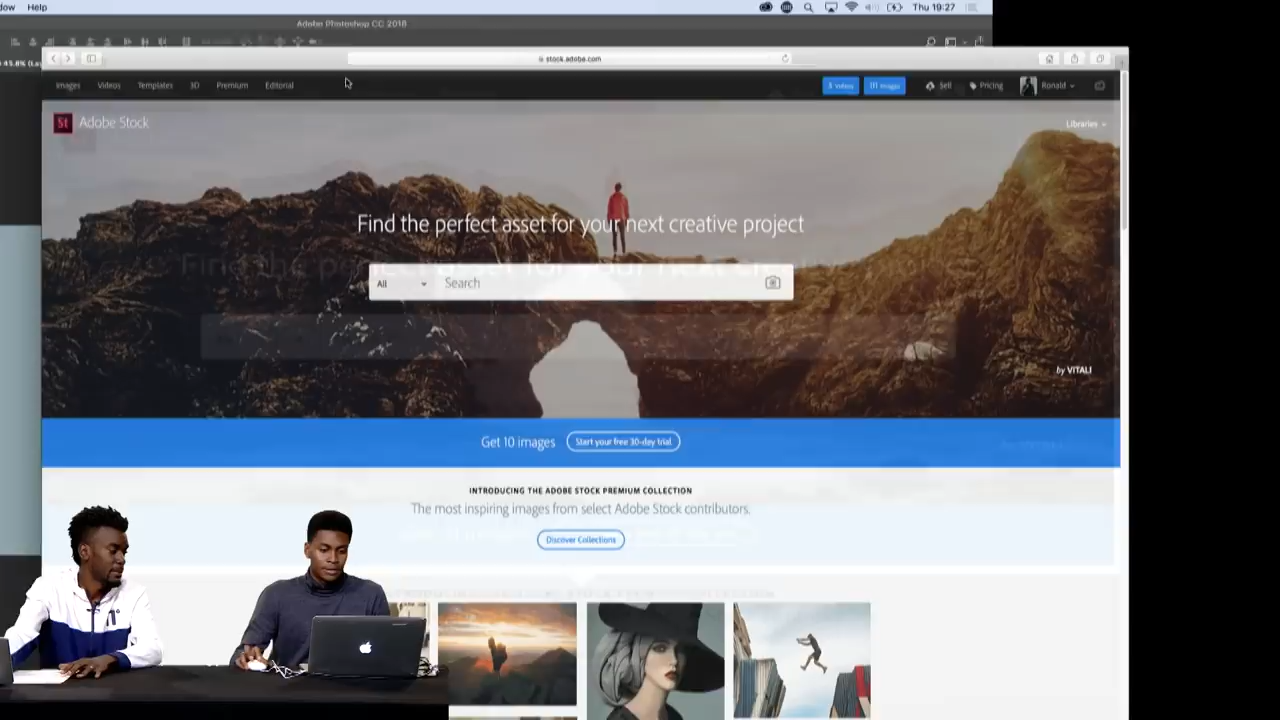 Help
Thu 19:27
Adobe Photoshop CC 2018
stock.adobe.com
Images Videos Templates 3D Premium Editorial
Sell Pricing Ronald
St Adobe Stock
Libraries
Find the perfect asset for your next creative project
All Search
by VITALI
Get 10 images Start your free 30-day trial
INTRODUCING THE ADOBE STOCK PREMIUM COLLECTION
The most inspiring images from select Adobe Stock contributors.
Discover Collections